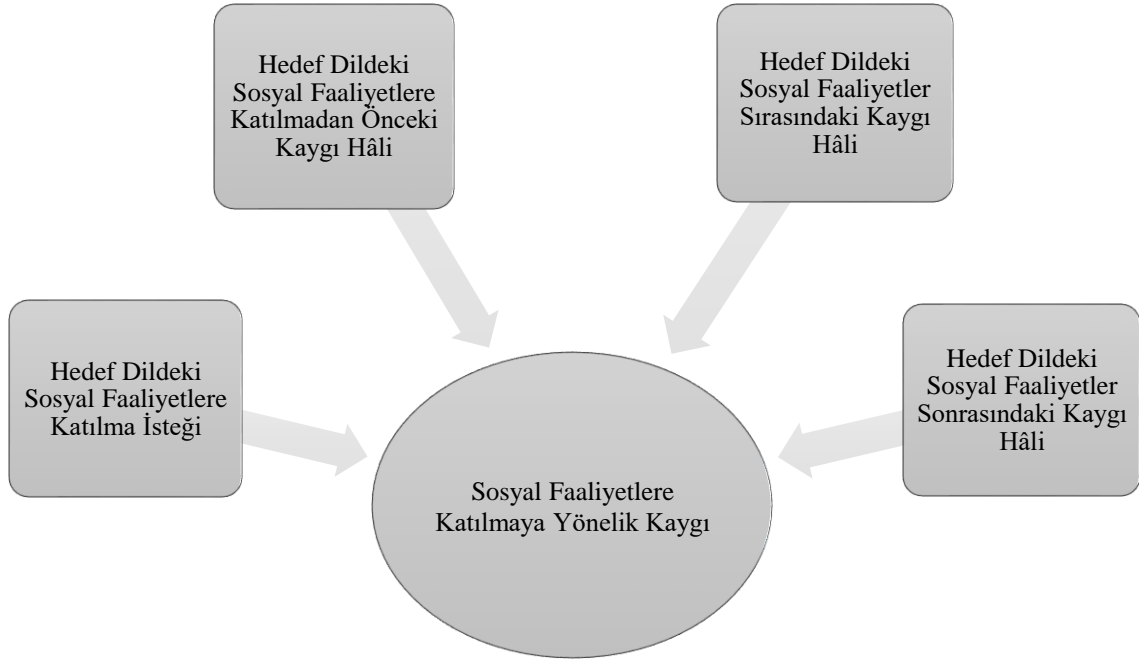 Hedef Dildeki
Sosyal Faaliyetlere
Katılmadan Önceki
Kaygı Hâli
Hedef Dildeki
Sosyal Faaliyetler
Sırasındaki Kaygı
Hâli
Hedef Dildeki
Sosyal Faaliyetlere
Katılma İsteği
Hedef Dildeki
Sosyal Faaliyetler
Sonrasındaki Kaygı
Hâli
Sosyal Faaliyetlere
Katılmaya Yönelik Kaygı